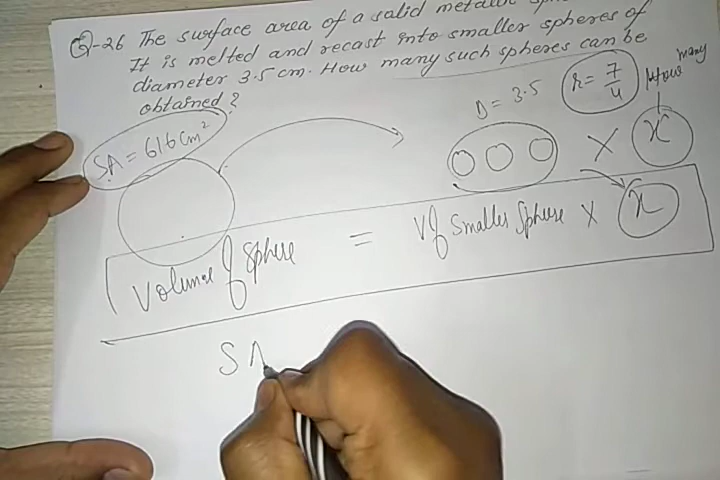 Q-26 The surface area of a solid metallic
It is melted and recast into smaller spheres of
diameter 3.5 cm. How many such spheres can be
obtained?
many
D = 3.5
r = 7/4
SA = 616 cm²
× x
Volume of Sphere = V of Smaller Sphere × x
SA